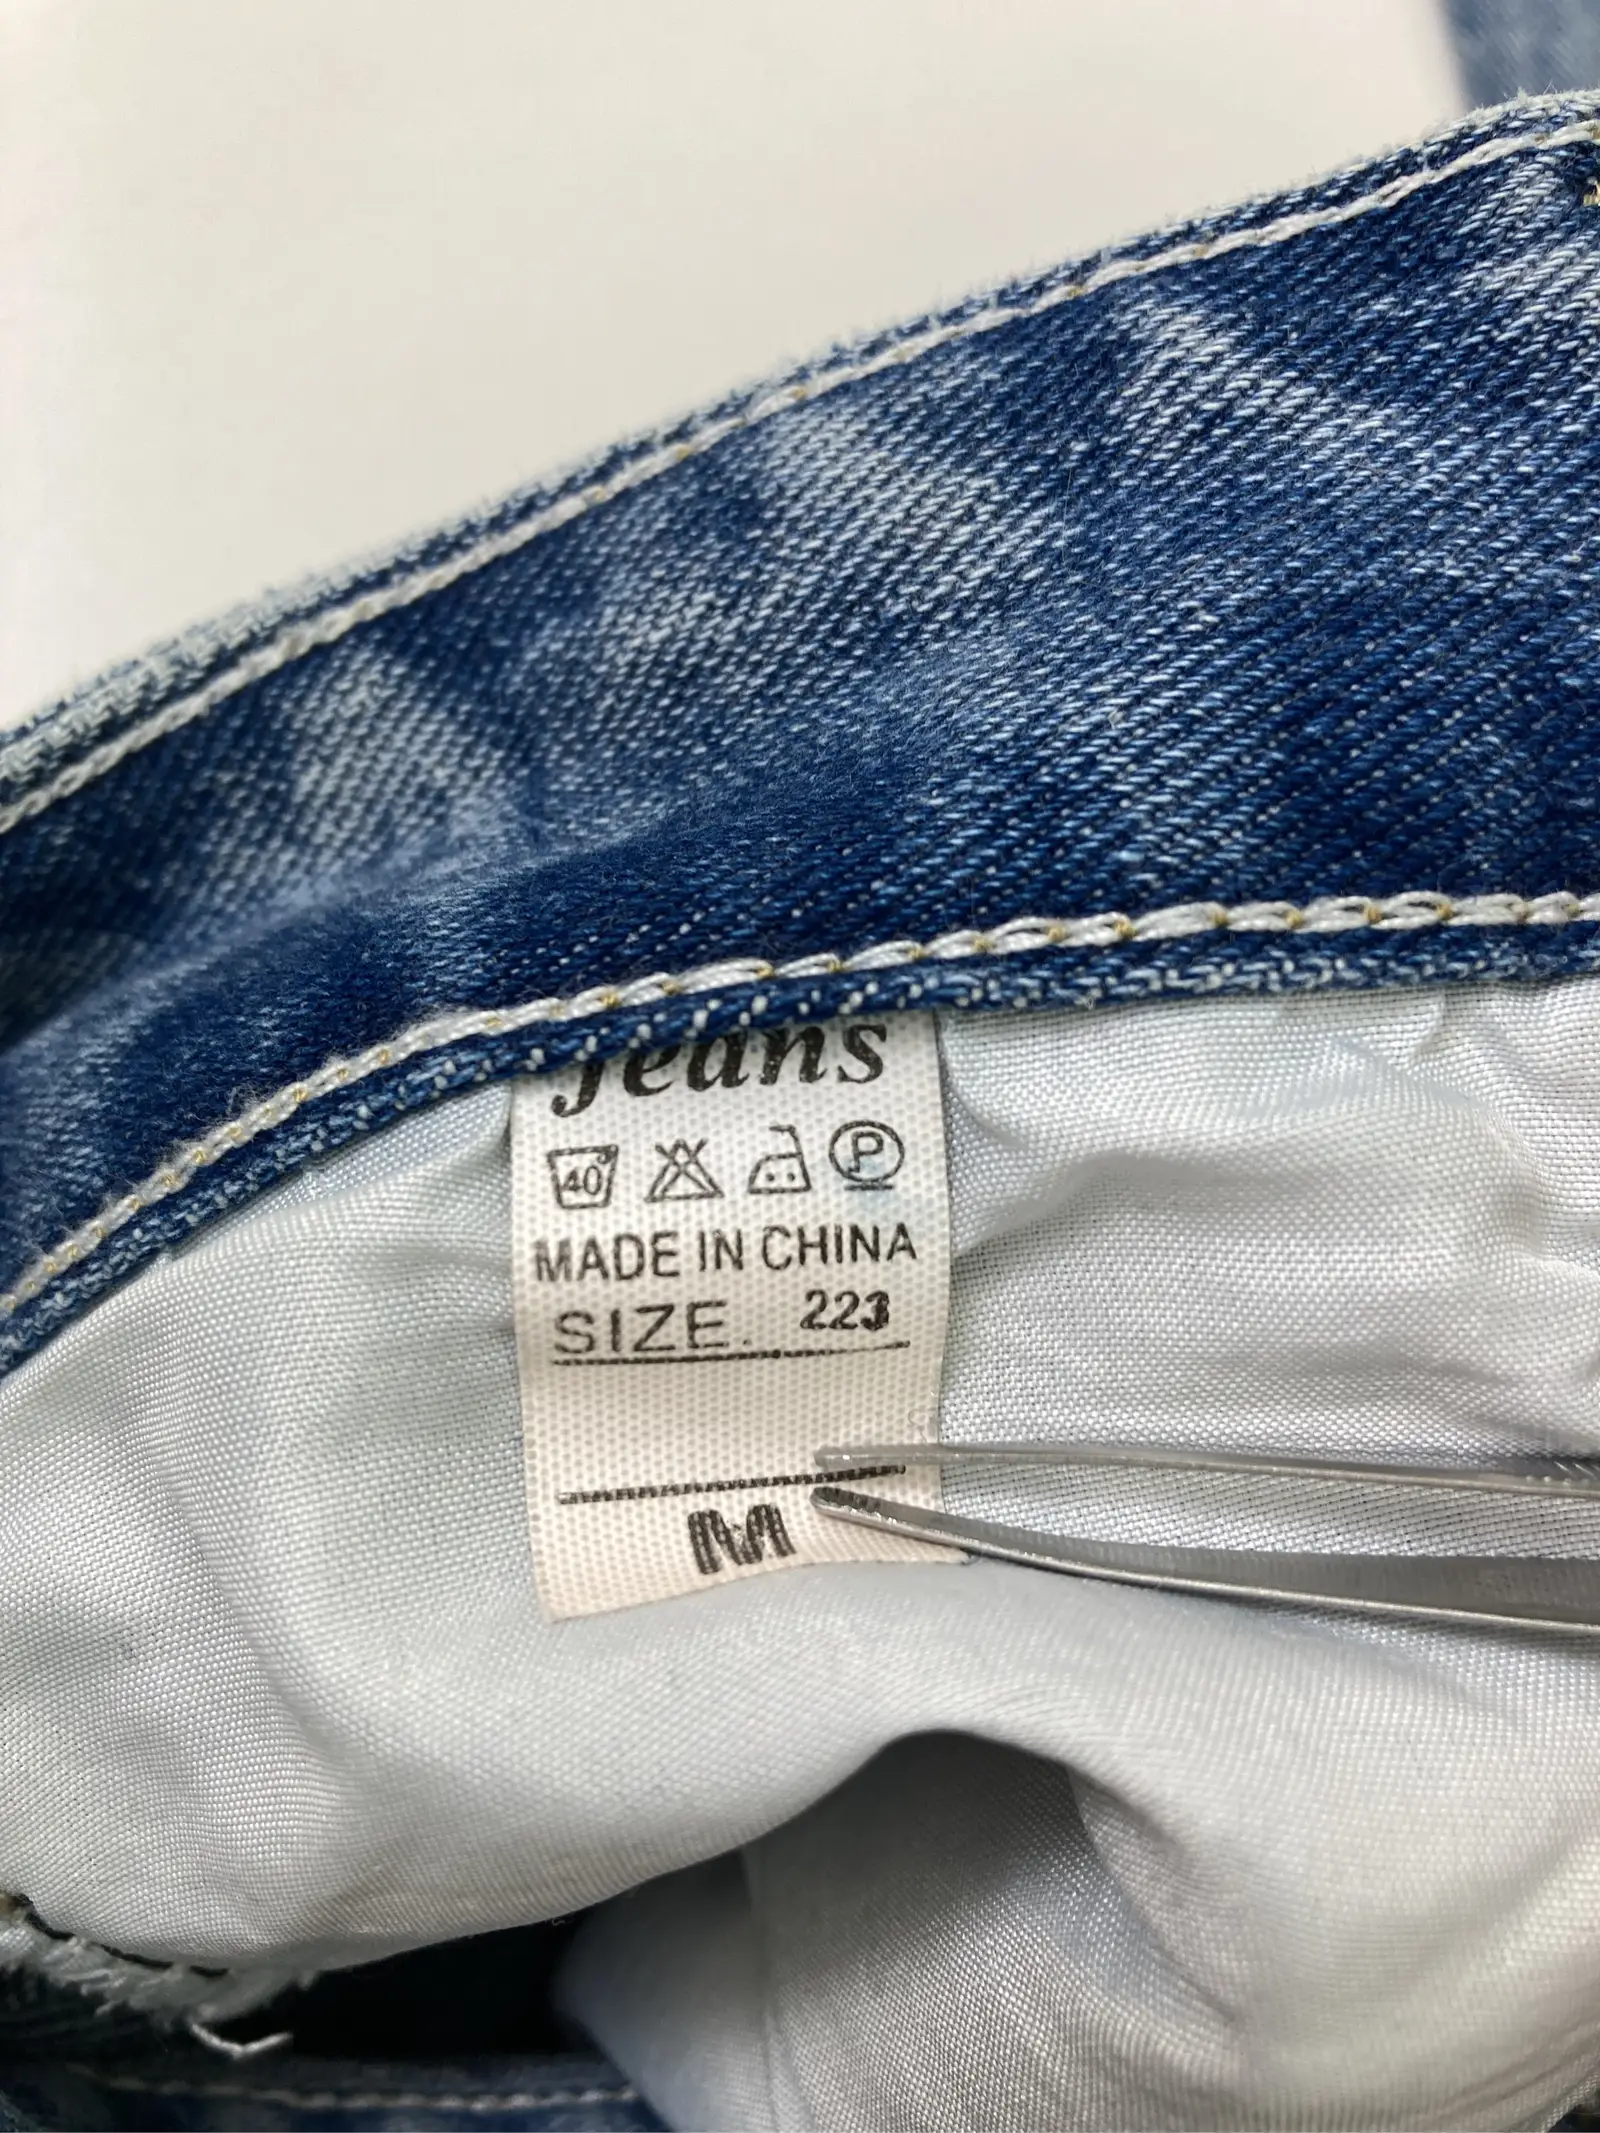 Jeans
40° P
MADE IN CHINA
SIZE. 223
M